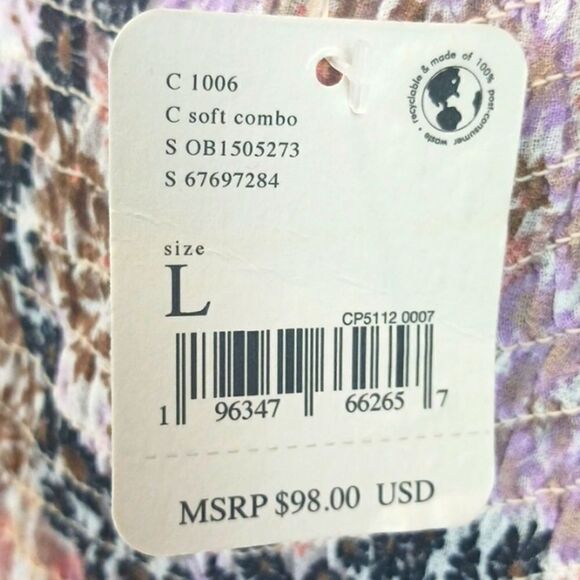 C 1006
C soft combo
S OB1505273
S 67697284
recyclable & made of 100% post-consumer waste •
size
L
CP5112 0007
1 96347 66265 7
MSRP $98.00 USD